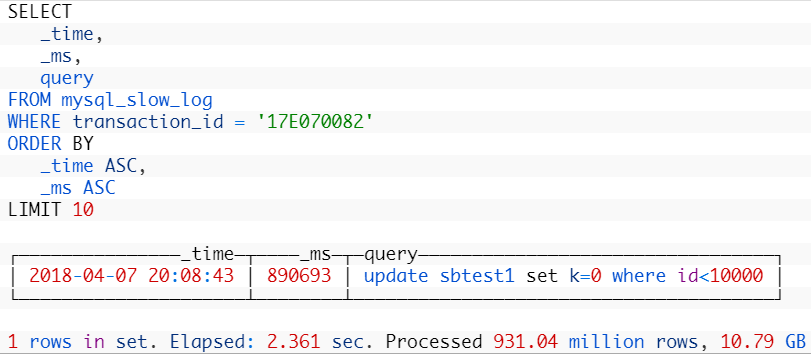 SELECT
_time,
_ms,
query
FROM mysql_slow_log
WHERE transaction_id = '17E070082'
ORDER BY
_time ASC,
_ms ASC
LIMIT 10
_time _ms query
2018-04-07 20:08:43 | 890693 | update sbtest1 set k=0 where id<10000
1 rows in set. Elapsed: 2.361 sec. Processed 931.04 million rows, 10.79 GB